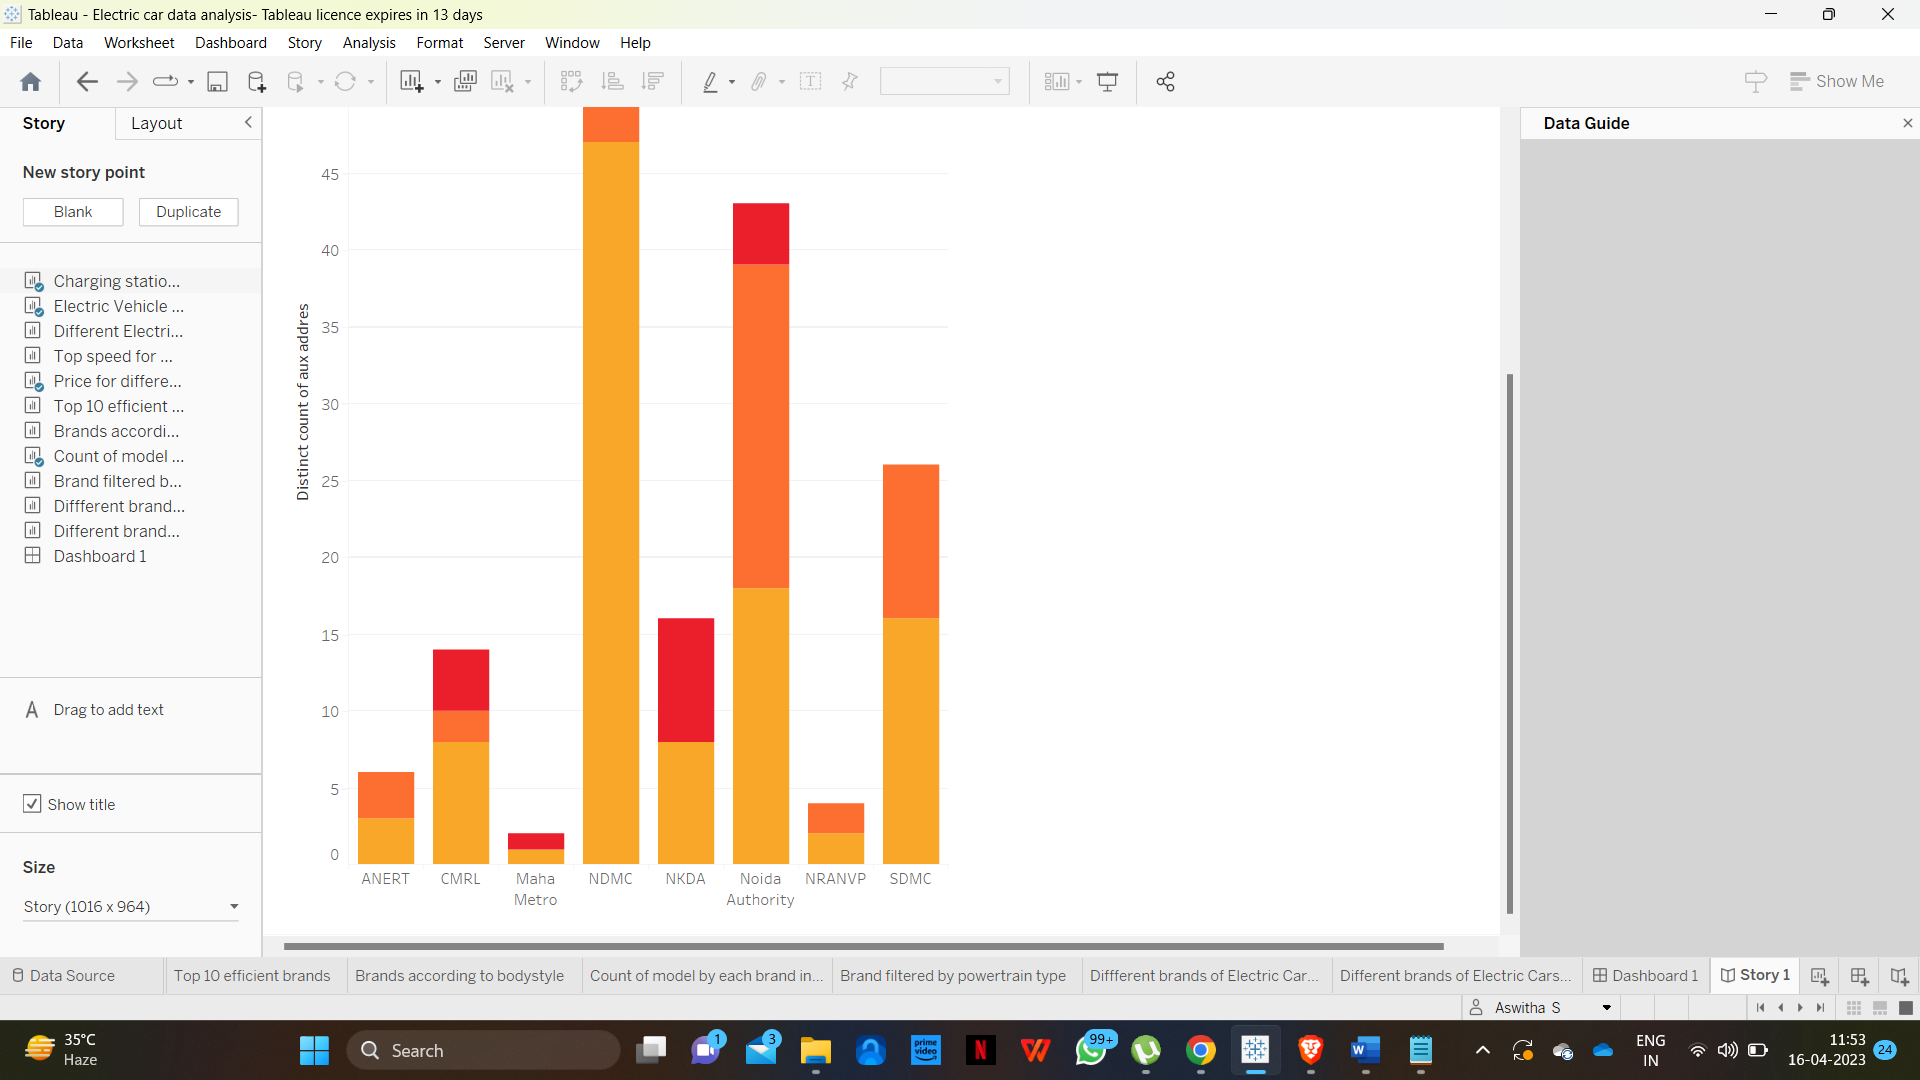 Tableau - Electric car data analysis- Tableau licence expires in 13 days
File Data Worksheet Dashboard Story Analysis Format Server Window Help
Show Me
Story Layout
Data Guide
New story point
Blank Duplicate
Charging statio...
Electric Vehicle ...
Different Electri...
Top speed for ...
Price for differe...
Top 10 efficient ...
Brands accordi...
Count of model ...
Brand filtered b...
Diffferent brand...
Different brand...
Dashboard 1
A Drag to add text
Show title
Size
Story (1016 x 964)
Distinct count of aux addres
45
40
35
30
25
20
15
10
5
0
ANERT CMRL Maha Metro NDMC NKDA Noida Authority NRANVP SDMC
Data Source Top 10 efficient brands Brands according to bodystyle Count of model by each brand in... Brand filtered by powertrain type Diffferent brands of Electric Car... Different brands of Electric Cars... Dashboard 1 Story 1
Aswitha S
35°C
Haze
Search
1
3
prime video
N
W
99+
W
ENG
IN
11:53
16-04-2023
24